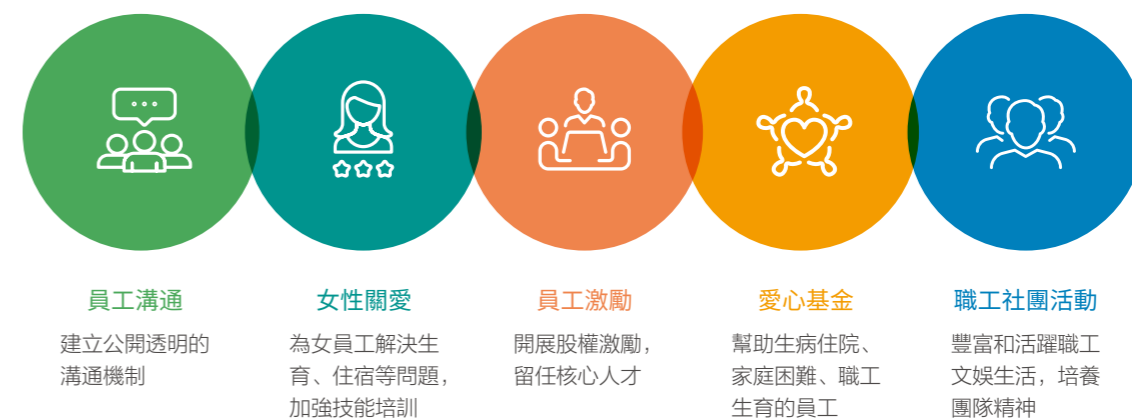 員工溝通
建立公開透明的
溝通機制
女性關愛
為女員工解決生
育、住宿等問題，
加強技能培訓
員工激勵
開展股權激勵，
留任核心人才
愛心基金
幫助生病住院、
家庭困難、職工
生育的員工
職工社團活動
豐富和活躍職工
文娛生活，培養
團隊精神